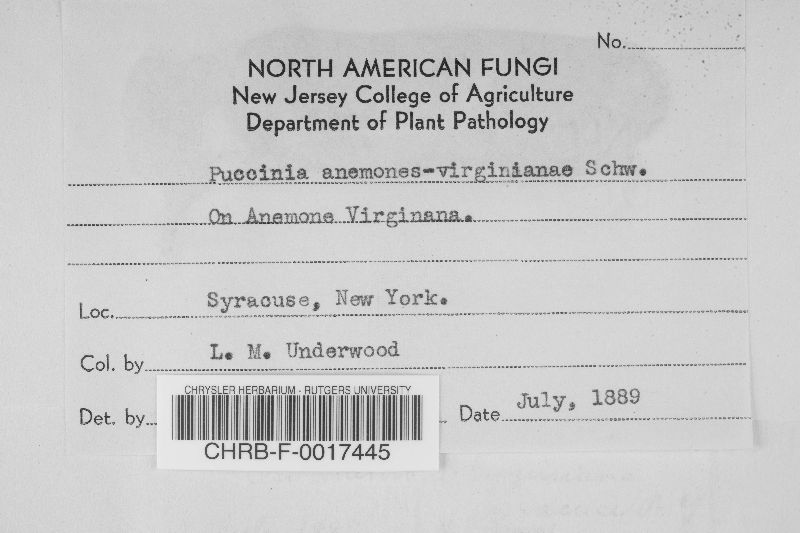 No.
NORTH AMERICAN FUNGI
New Jersey College of Agriculture
Department of Plant Pathology
Puccinia anemones-virginianae Schw.
On Anemone Virginana.
Loc. Syracuse, New York.
Col. by L. M. Underwood
Det. by Date July, 1889
CHRYSLER HERBARIUM - RUTGERS UNIVERSITY
CHRB-F-0017445